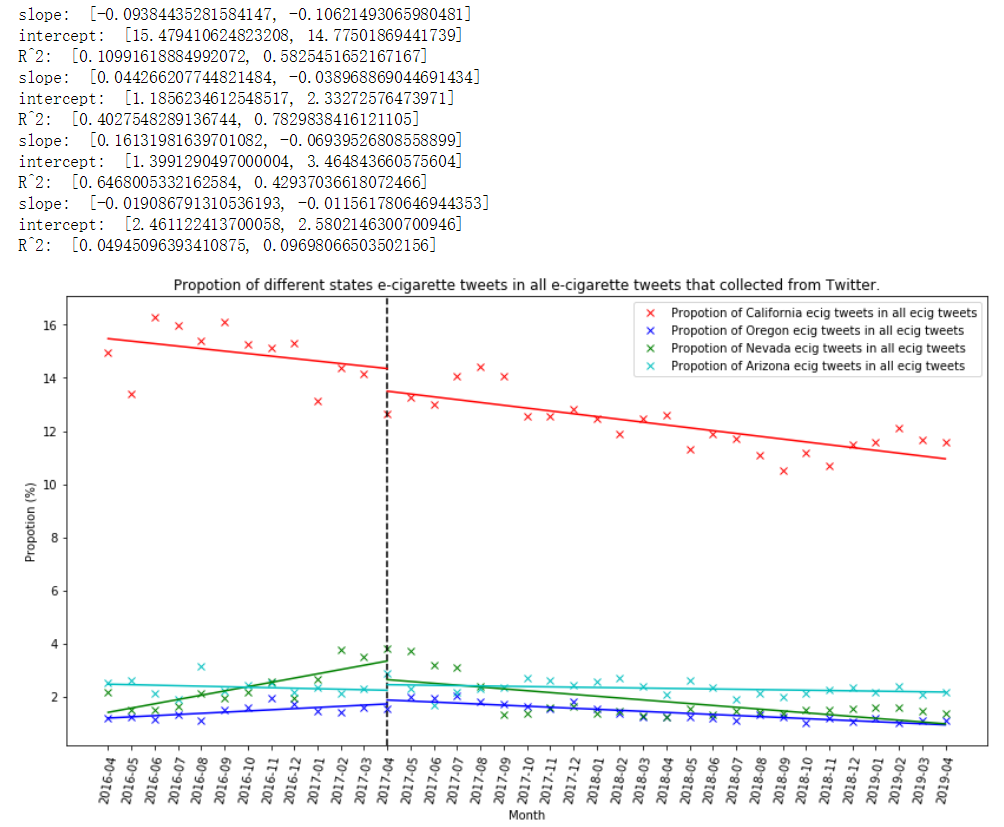 slope:  [-0.09384435281584147, -0.10621493065980481]
intercept:  [15.479410624823208, 14.77501869441739]
R^2:  [0.10991618884992072, 0.5825451652167167]
slope:  [0.044266207744821484, -0.038968869044691434]
intercept:  [1.1856234612548517, 2.33272576473971]
R^2:  [0.4027548289136744, 0.7829838416121105]
slope:  [0.16131981639701082, -0.06939526808558899]
intercept:  [1.3991290497000004, 3.464843660575604]
R^2:  [0.6468005332162584, 0.42937036618072466]
slope:  [-0.019086791310536193, -0.011561780646944353]
intercept:  [2.461122413700058, 2.5802146300700946]
R^2:  [0.04945096393410875, 0.09698066503502156]
Propotion of different states e-cigarette tweets in all e-cigarette tweets that collected from Twitter.
Propotion of California ecig tweets in all ecig tweets
Propotion of Oregon ecig tweets in all ecig tweets
Propotion of Nevada ecig tweets in all ecig tweets
Propotion of Arizona ecig tweets in all ecig tweets
16
14
12
10
8
6
4
2
Propotion (%)
2016-04
2016-05
2016-06
2016-07
2016-08
2016-09
2016-10
2016-11
2016-12
2017-01
2017-02
2017-03
2017-04
2017-05
2017-06
2017-07
2017-08
2017-09
2017-10
2017-11
2017-12
2018-01
2018-02
2018-03
2018-04
2018-05
2018-06
2018-07
2018-08
2018-09
2018-10
2018-11
2018-12
2019-01
2019-02
2019-03
2019-04
Month